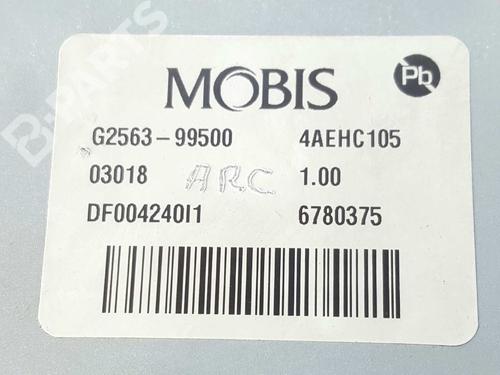 B-PARTS
MOBIS
Pb
G2563-99500 4AEHC105
03018 ARC 1.00
DF004240I1 6780375